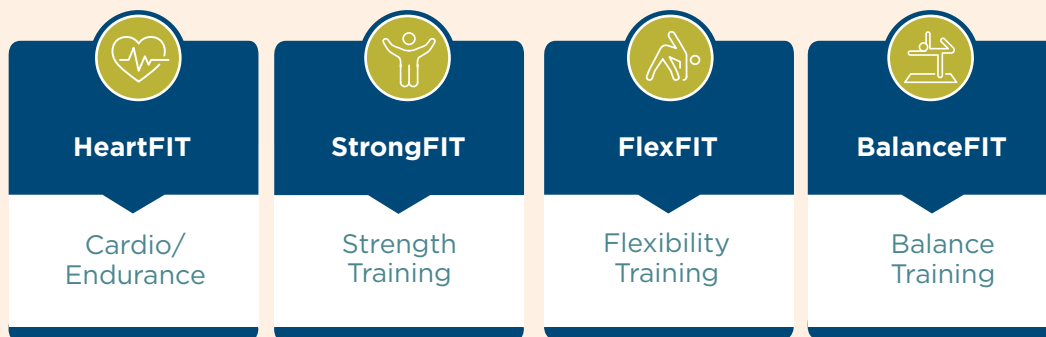 HeartFIT
Cardio/
Endurance
StrongFIT
Strength
Training
FlexFIT
Flexibility
Training
BalanceFIT
Balance
Training